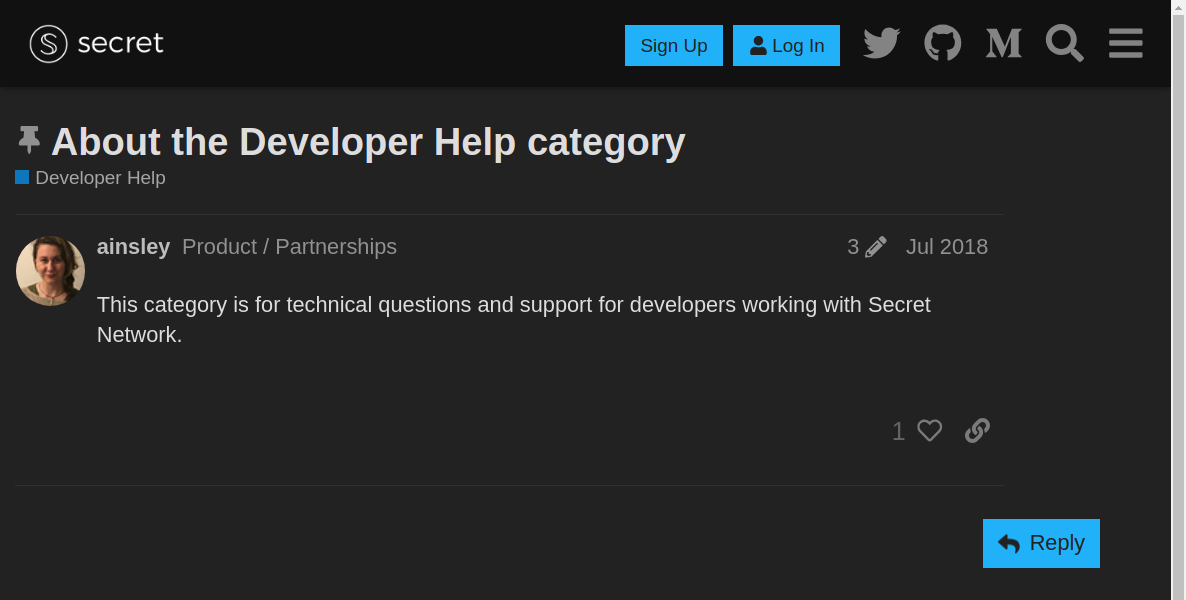 secret
Sign Up
Log In
About the Developer Help category
Developer Help
ainsley Product / Partnerships 3 Jul 2018
This category is for technical questions and support for developers working with Secret
Network.
1
Reply